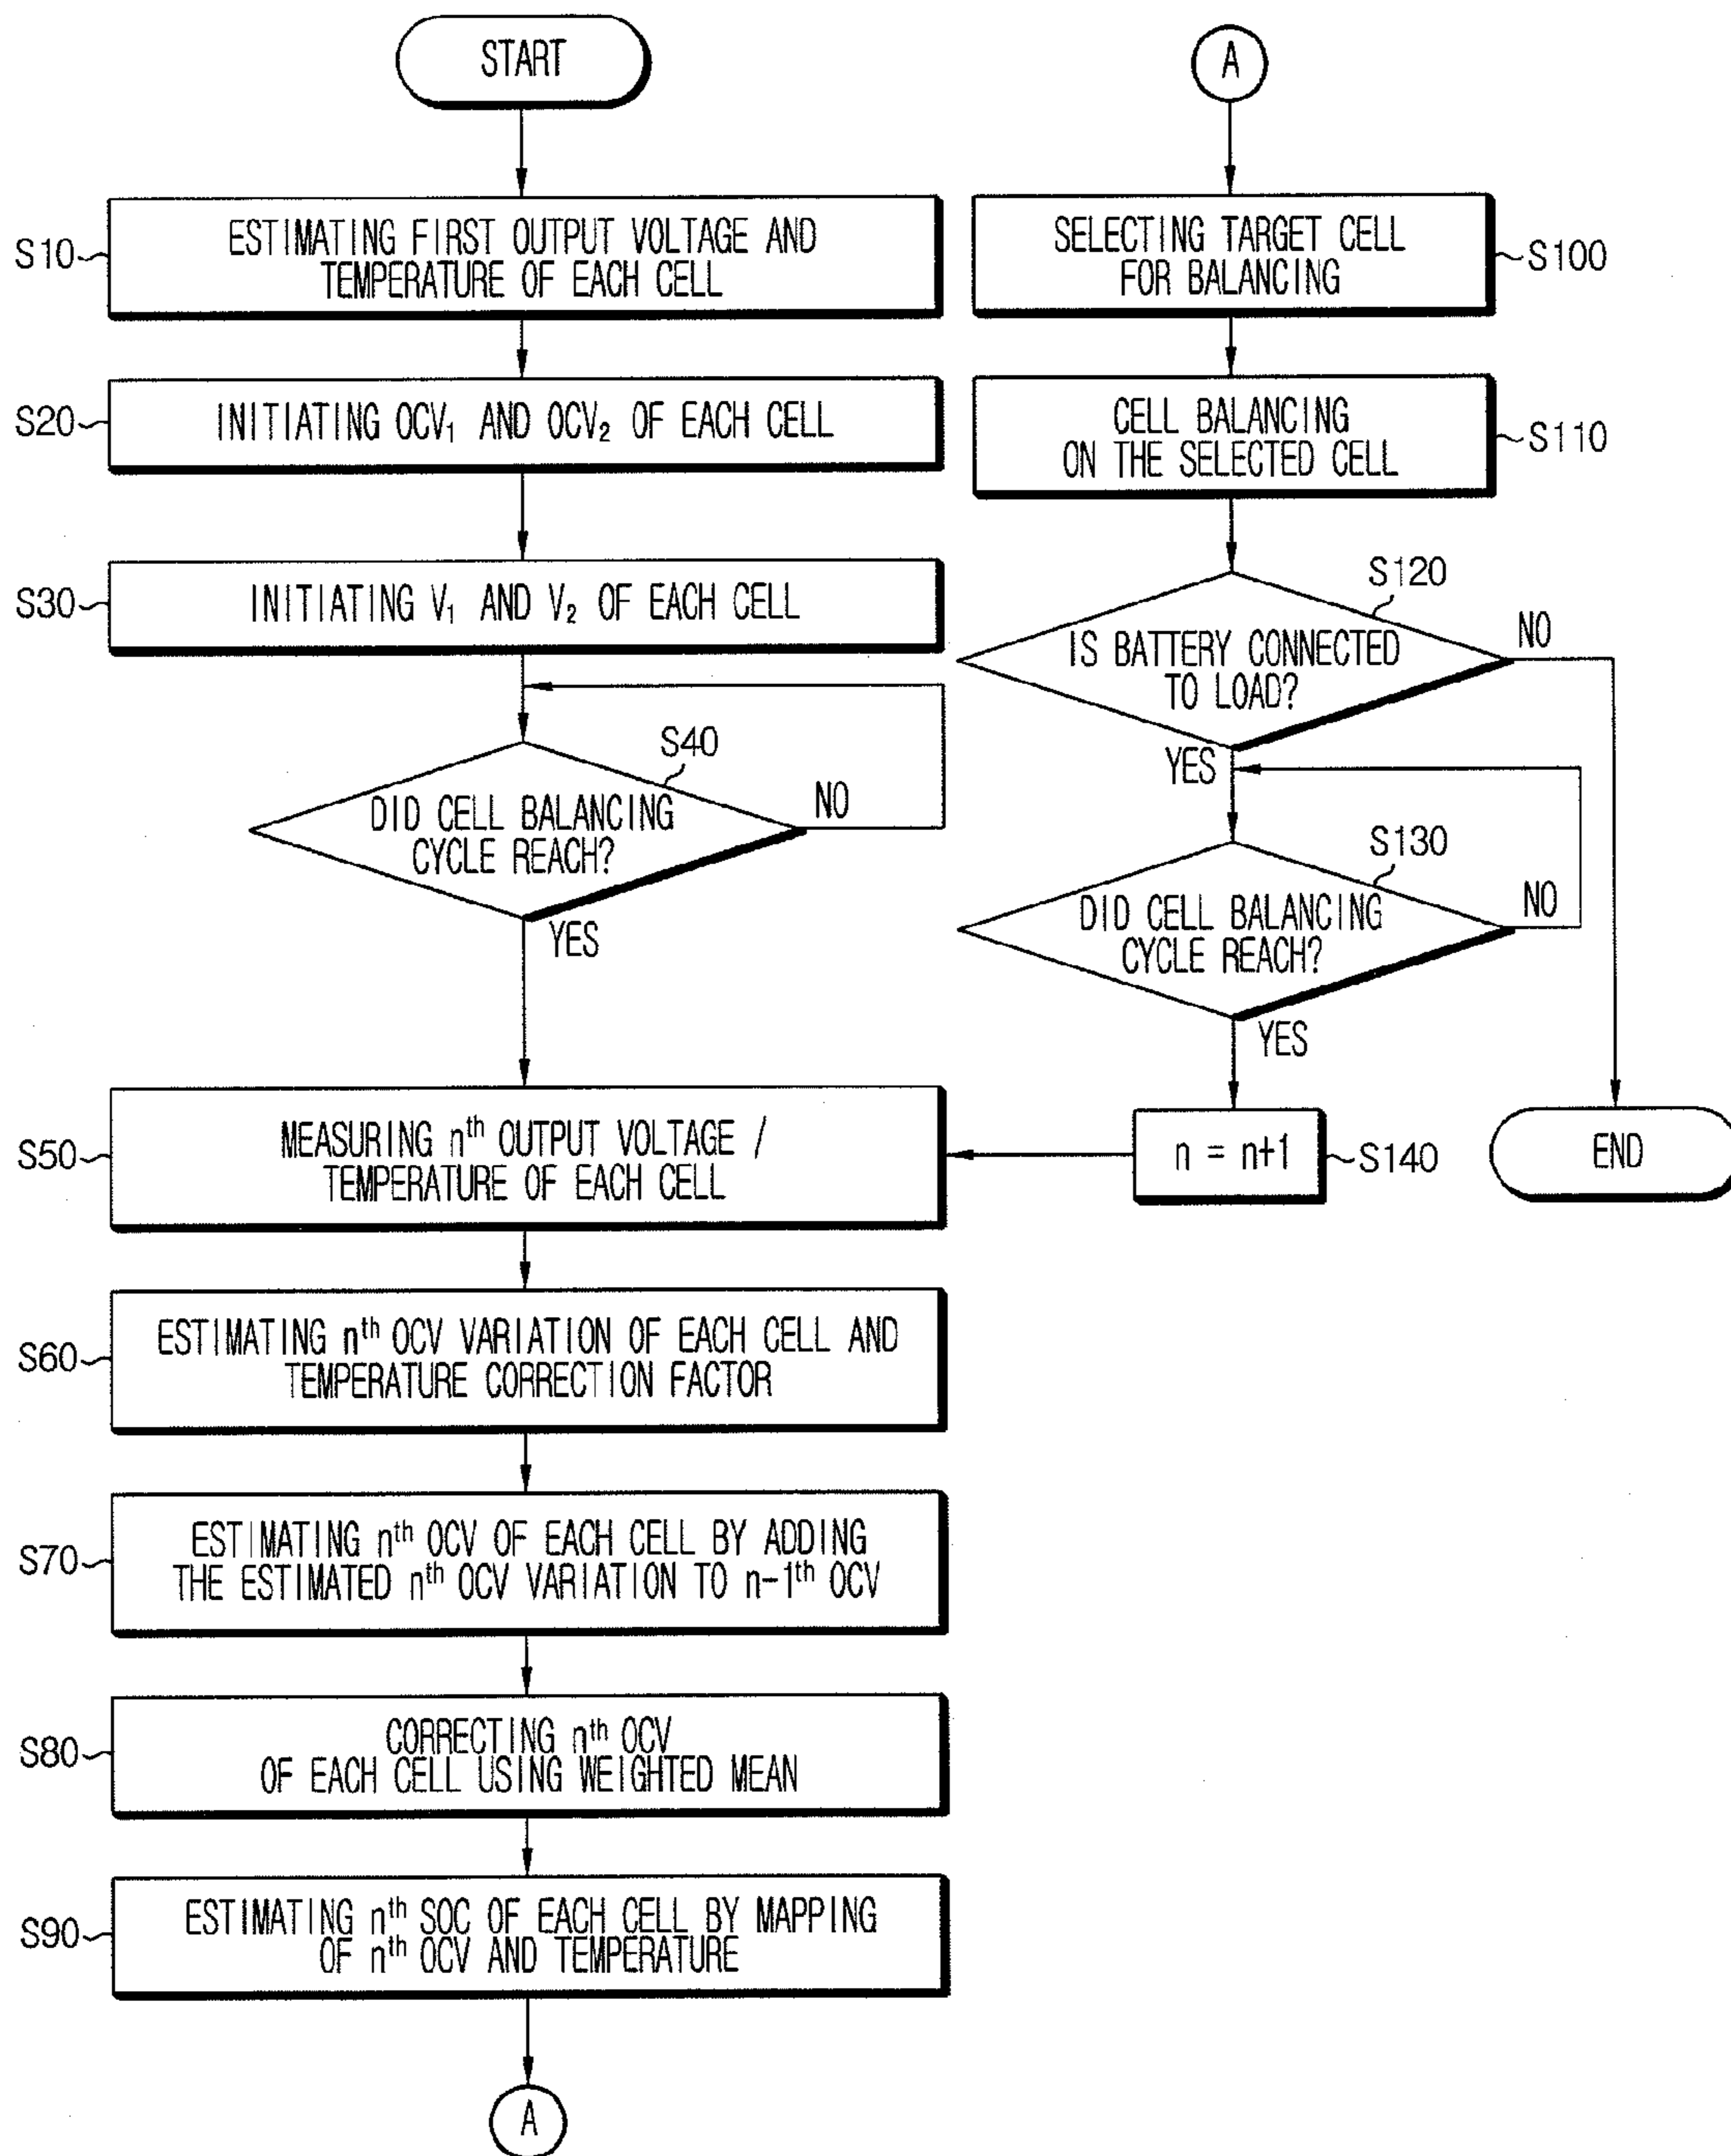 START
S10
ESTIMATING FIRST OUTPUT VOLTAGE AND
TEMPERATURE OF EACH CELL
S20
INITIATING OCV₁ AND OCV₂ OF EACH CELL
S30
INITIATING V₁ AND V₂ OF EACH CELL
S40
DID CELL BALANCING
CYCLE REACH?
NO
YES
S50
MEASURING nᵗʰ OUTPUT VOLTAGE /
TEMPERATURE OF EACH CELL
S60
ESTIMATING nᵗʰ OCV VARIATION OF EACH CELL AND
TEMPERATURE CORRECTION FACTOR
S70
ESTIMATING nᵗʰ OCV OF EACH CELL BY ADDING
THE ESTIMATED nᵗʰ OCV VARIATION TO n-1ᵗʰ OCV
S80
CORRECTING nᵗʰ OCV
OF EACH CELL USING WEIGHTED MEAN
S90
ESTIMATING nᵗʰ SOC OF EACH CELL BY MAPPING
OF nᵗʰ OCV AND TEMPERATURE
A
A
SELECTING TARGET CELL
FOR BALANCING
S100
CELL BALANCING
ON THE SELECTED CELL
S110
S120
IS BATTERY CONNECTED
TO LOAD?
NO
YES
S130
DID CELL BALANCING
CYCLE REACH?
NO
YES
n = n+1
S140
END